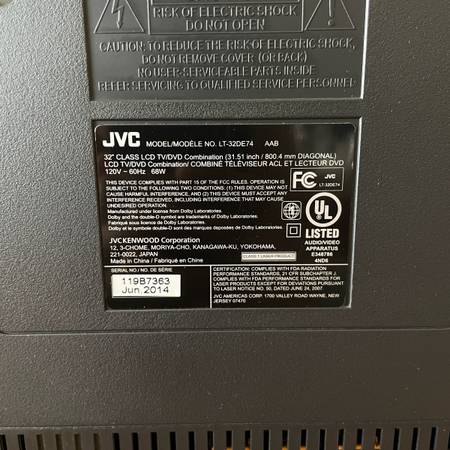 RISK OF ELECTRIC SHOCK
DO NOT OPEN
CAUTION: TO REDUCE THE RISK OF ELECTRIC SHOCK,
DO NOT REMOVE COVER (OR BACK)
NO USER-SERVICEABLE PARTS INSIDE
REFER SERVICING TO QUALIFIED SERVICE PERSONNEL
JVC MODEL/MODÈLE NO. LT-32DE74 AAB
32" CLASS LCD TV/DVD Combination (31.51 inch / 800.4 mm DIAGONAL)
LCD TV/DVD Combination/ COMBINÉ TÉLÉVISEUR ACL ET LECTEUR DVD
120V ~ 60Hz 68W
THIS DEVICE COMPLIES WITH PART 15 OF THE FCC RULES. OPERATION IS
SUBJECT TO THE FOLLOWING TWO CONDITIONS: (1) THIS DEVICE MAY NOT
CAUSE HARMFUL INTERFERENCE, AND (2) THIS DEVICE MUST ACCEPT ANY
INTERFERENCE RECEIVED, INCLUDING INTERFERENCE THAT MAY CAUSE
UNDESIRED OPERATION.
Manufactured under license from Dolby Laboratories.
Dolby and the double-D symbol are trademarks of Dolby Laboratories.
Fabriqué sous licence de Dolby Laboratories.
Dolby et le symbole double-D sont des marques de commerce de Dolby Laboratories.
FC JVC
LT-32DE74
UL
LISTED
AUDIO/VIDEO
APPARATUS
E348786
4ND6
JVCKENWOOD Corporation
12, 3-CHOME, MORIYA-CHO, KANAGAWA-KU, YOKOHAMA,
221-0022, JAPAN
Made in China / Fabriqué en Chine
CLASS 1 LASER PRODUCT
SERIAL NO. / NO. DE SÉRIE
119B7363
Jun.2014
CERTIFICATION: COMPLIES WITH FDA RADIATION
PERFORMANCE STANDARDS, 21 CFR SUBCHAPTER J
COMPLIES WITH FDA PERFORMANCE STANDARDS FOR
LASER PRODUCTS EXCEPT FOR DEVIATIONS PURSUANT
TO LASER NOTICE NO. 50, DATED JUNE 24, 2007
JVC AMERICAS CORP. 1700 VALLEY ROAD WAYNE, NEW
JERSEY 07470